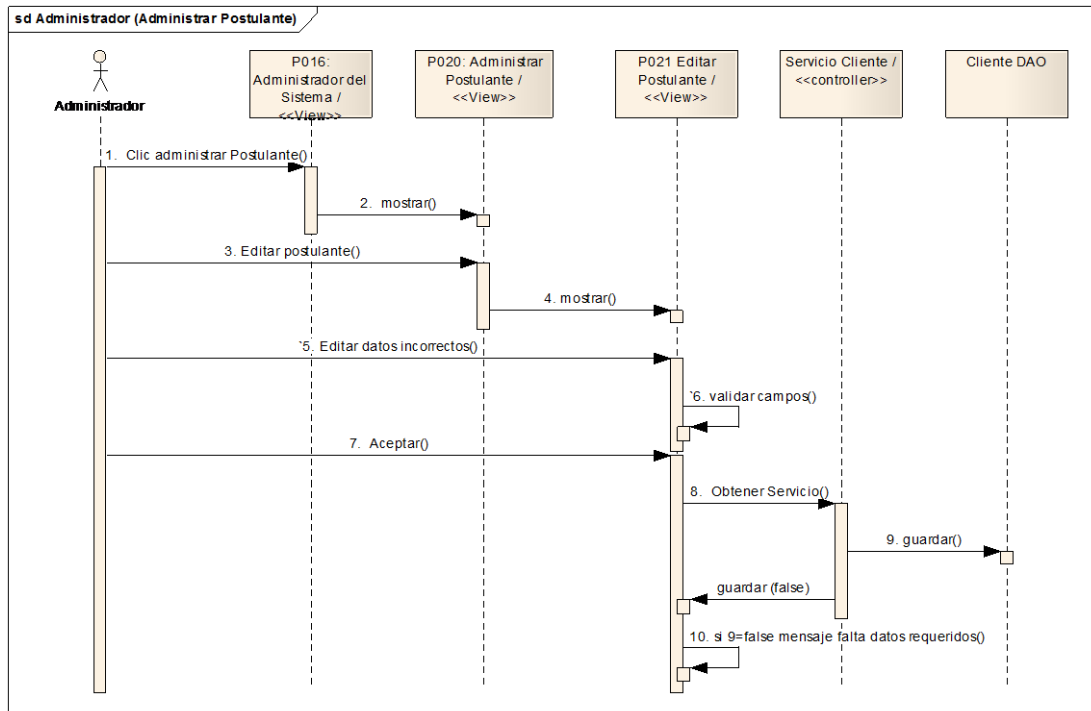 sd Administrador (Administrar Postulante)
Administrador
P016:
Administrador del
Sistema /
<<View>>
P020: Administrar
Postulante /
<<View>>
P021 Editar
Postulante /
<<View>>
Servicio Cliente /
<<controller>>
Cliente DAO
1. Clic administrar Postulante()
2. mostrar()
3. Editar postulante()
4. mostrar()
`5. Editar datos incorrectos()
`6. validar campos()
7. Aceptar()
8. Obtener Servicio()
9. guardar()
guardar (false)
10. si 9=false mensaje falta datos requeridos()